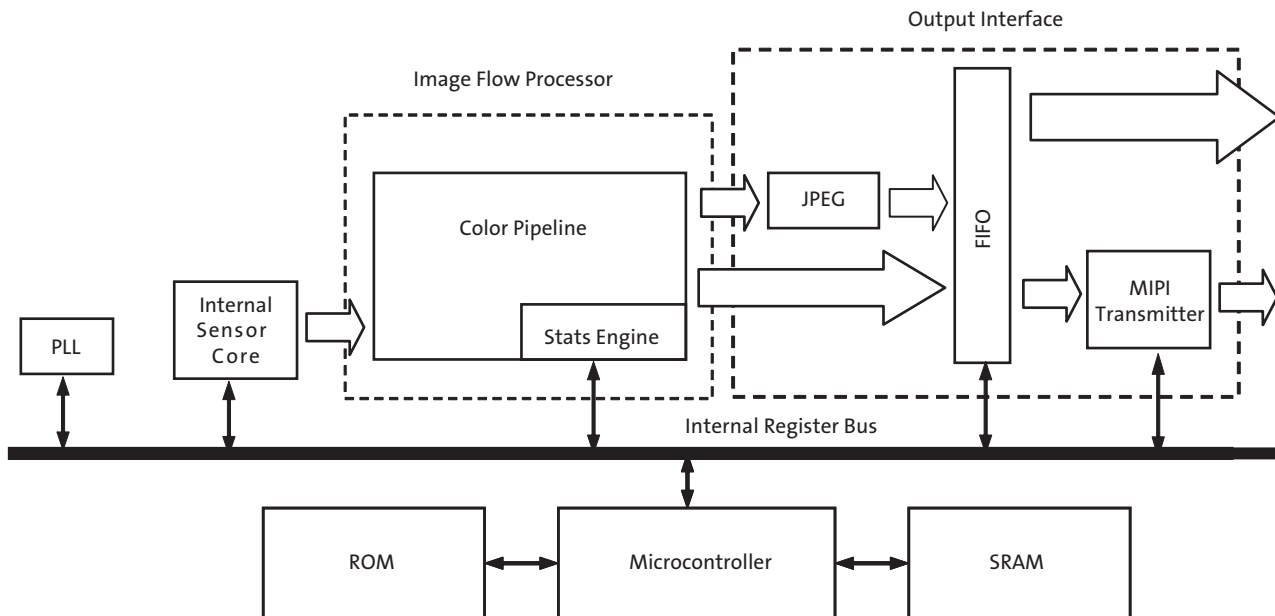 Output Interface
Image Flow Processor
JPEG
Color Pipeline
FIFO
Internal
Sensor
Core
MIPI
Transmitter
Stats Engine
PLL
Internal Register Bus
ROM
Microcontroller
SRAM